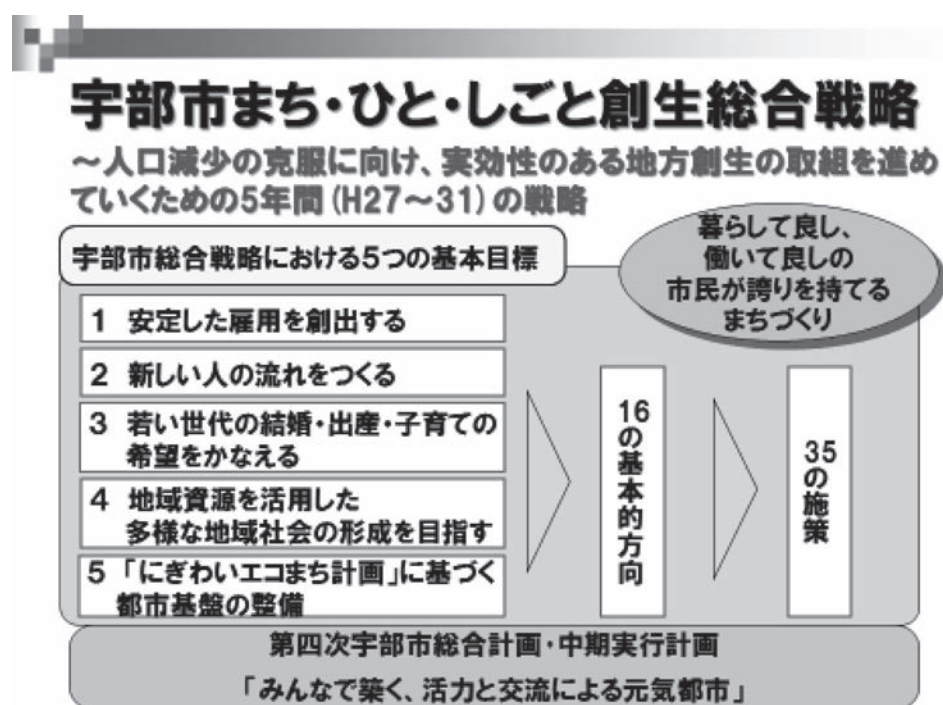 宇部市まち・ひと・しごと創生総合戦略
～人口減少の克服に向け、実効性のある地方創生の取組を進め
ていくための5年間(H27～31)の戦略
暮らして良し、
働いて良しの
市民が誇りを持てる
まちづくり
宇部市総合戦略における5つの基本目標
1 安定した雇用を創出する
2 新しい人の流れをつくる
3 若い世代の結婚・出産・子育ての
希望をかなえる
4 地域資源を活用した
多様な地域社会の形成を目指す
5 「にぎわいエコまち計画」に基づく
都市基盤の整備
16の基本的方向
35の施策
第四次宇部市総合計画・中期実行計画
「みんなで築く、活力と交流による元気都市」